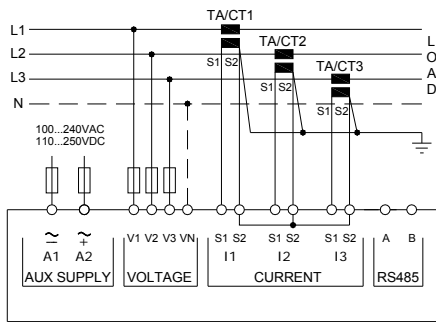 TA/CT1
L1
TA/CT2
L2
S1 S2
TA/CT3
L3
S1 S2
N
S1 S2
L
O
A
D
100...240VAC
110...250VDC
~ ~
− +
A1 A2
AUX SUPPLY
V1 V2 V3 VN
VOLTAGE
S1 S2 S1 S2 S1 S2
I1 I2 I3
CURRENT
A B
RS485